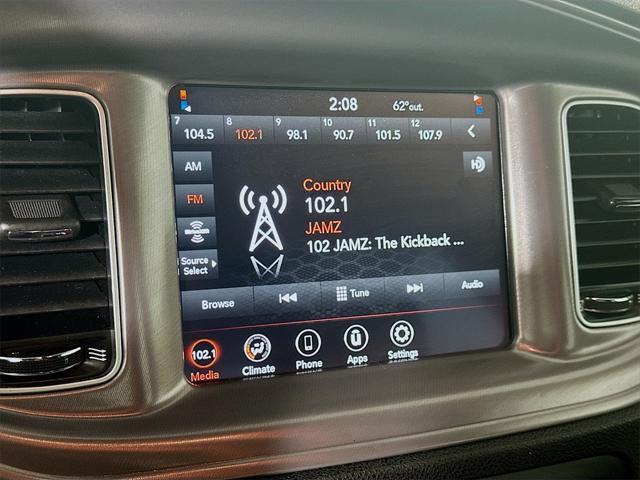 2:08 62°out.
7 8 9 10 11 12
104.5 102.1 98.1 90.7 101.5 107.9
AM
FM
Source
Select
Country
102.1
JAMZ
102 JAMZ: The Kickback ...
HD
Browse Tune Audio
102.1
Media Climate Phone Apps Settings